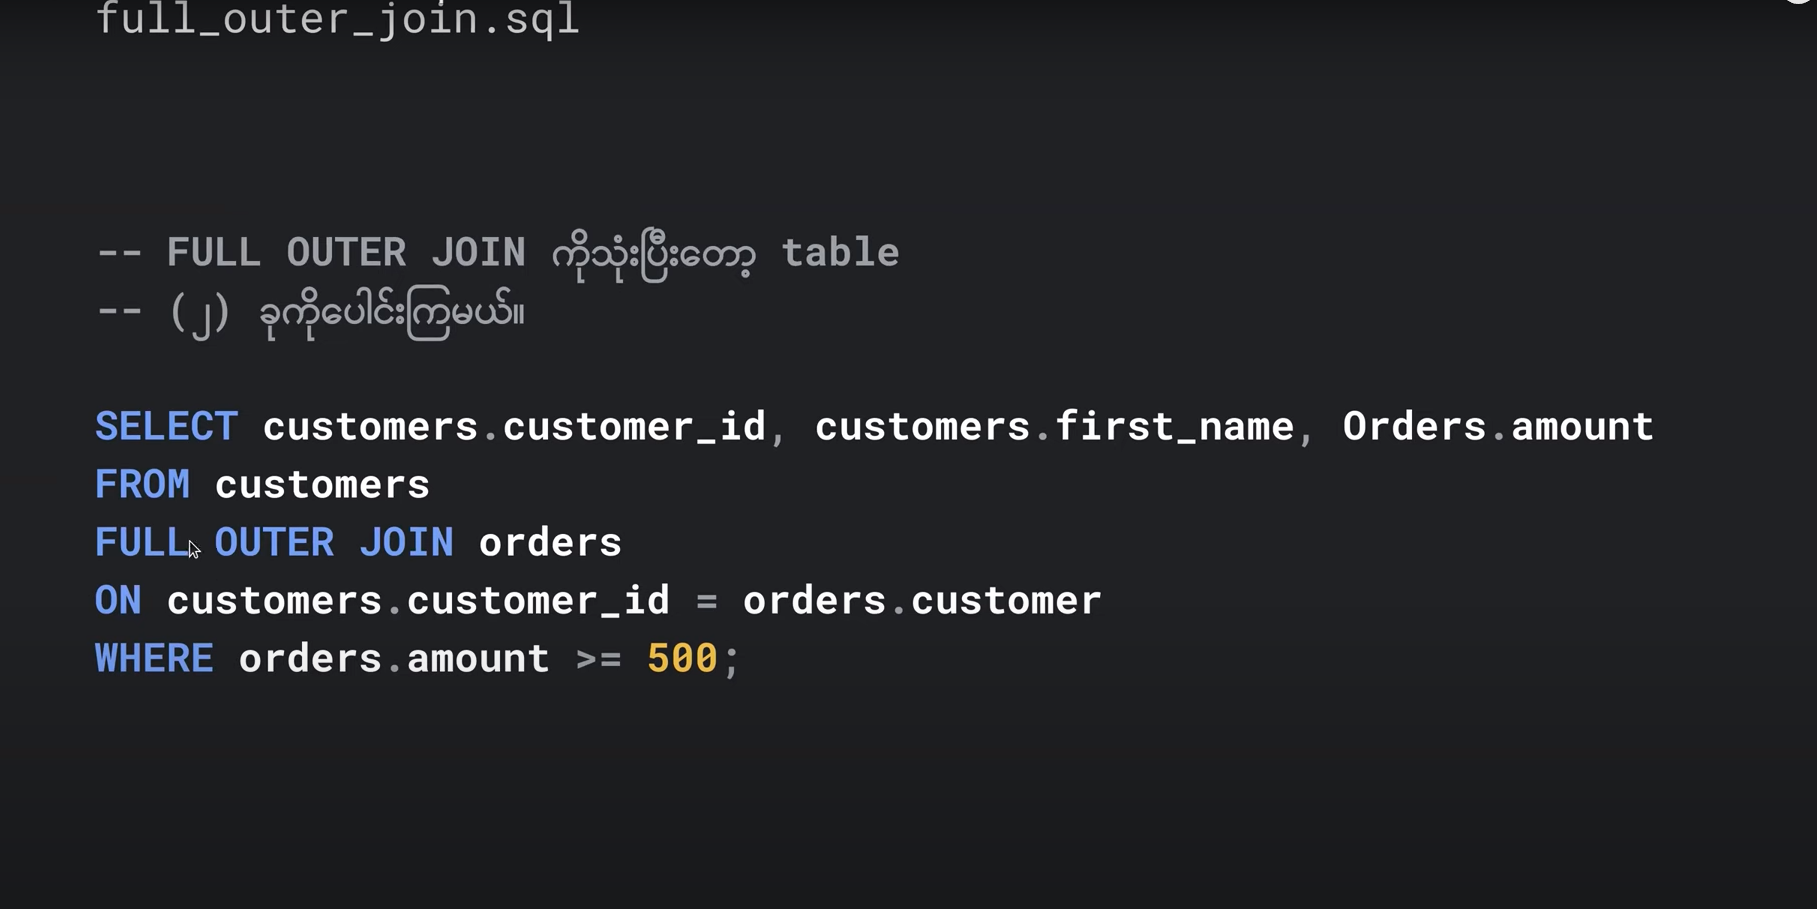 full_outer_join.sql
-- FULL OUTER JOIN ကိုသုံးပြီးတော့ table
-- (၂) ခုကိုပေါင်းကြမယ်။
SELECT customers.customer_id, customers.first_name, Orders.amount
FROM customers
FULL OUTER JOIN orders
ON customers.customer_id = orders.customer
WHERE orders.amount >= 500;